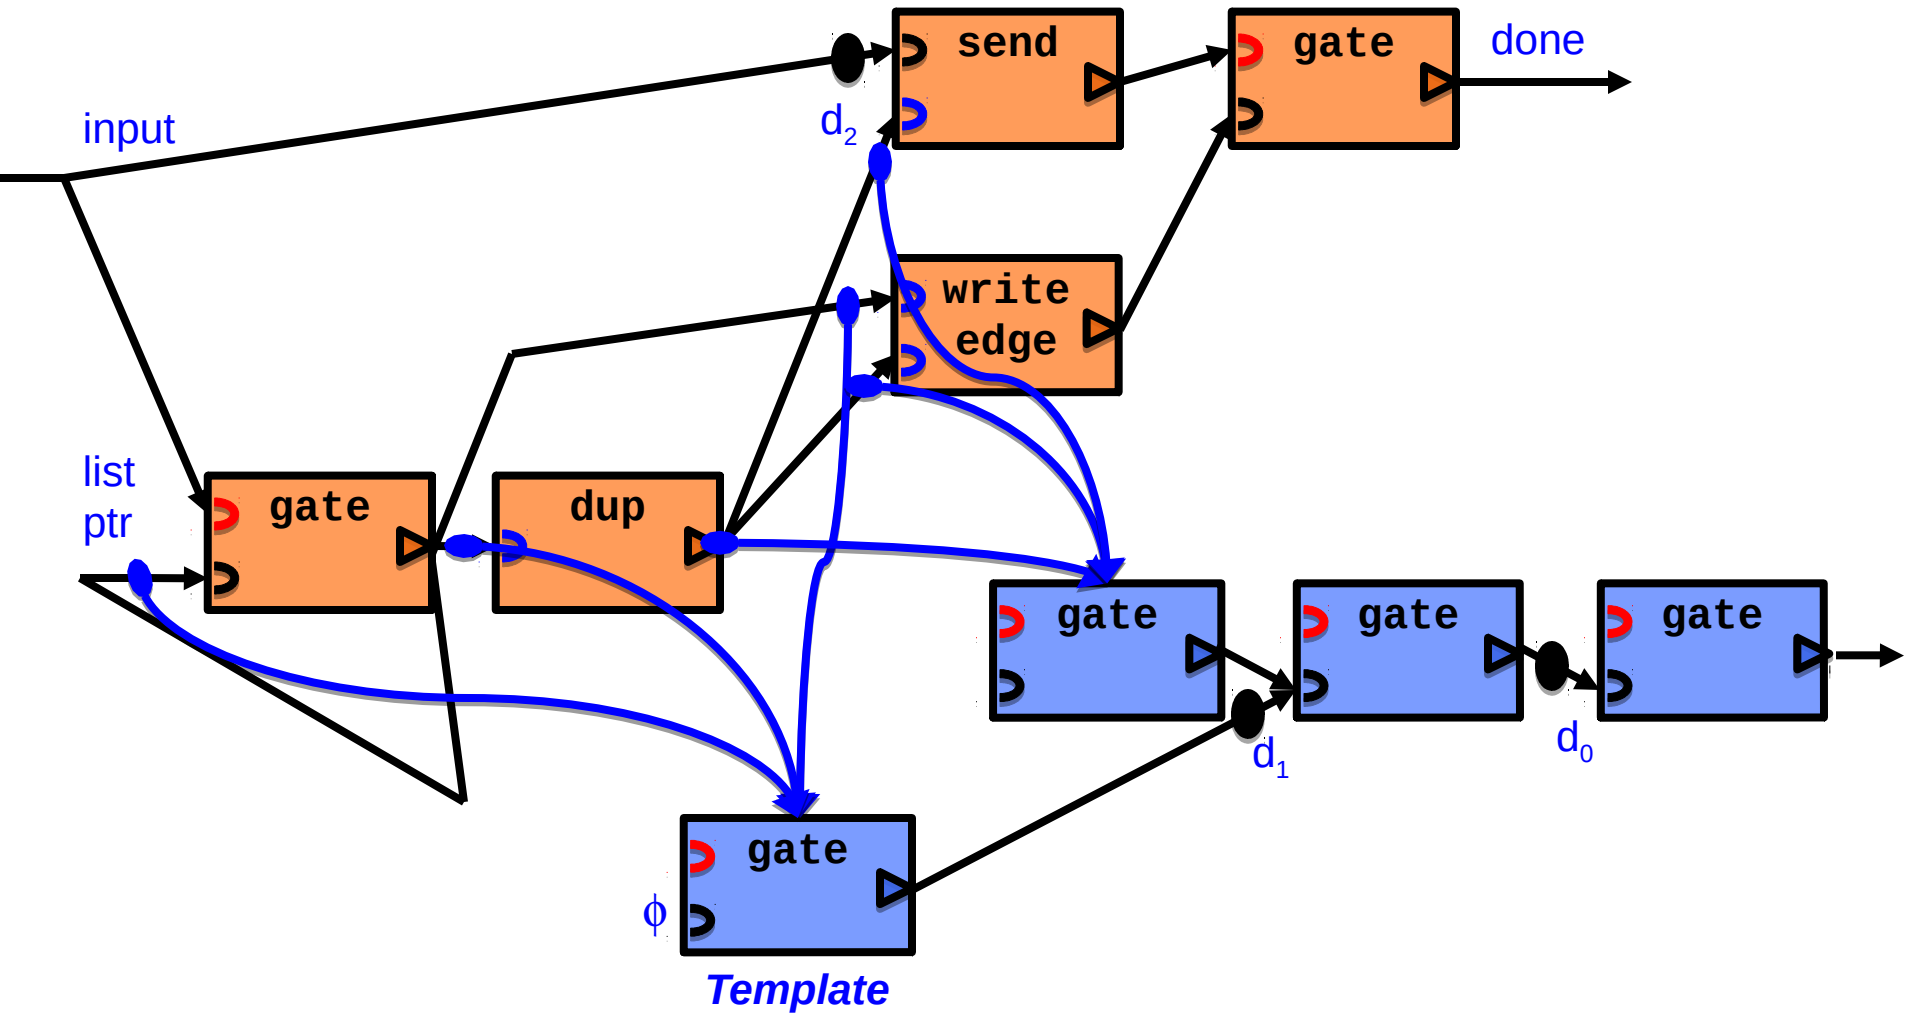 send
gate
done
input
d2
write
edge
list
ptr
gate
dup
gate
gate
gate
d1
d0
gate
ϕ
Template